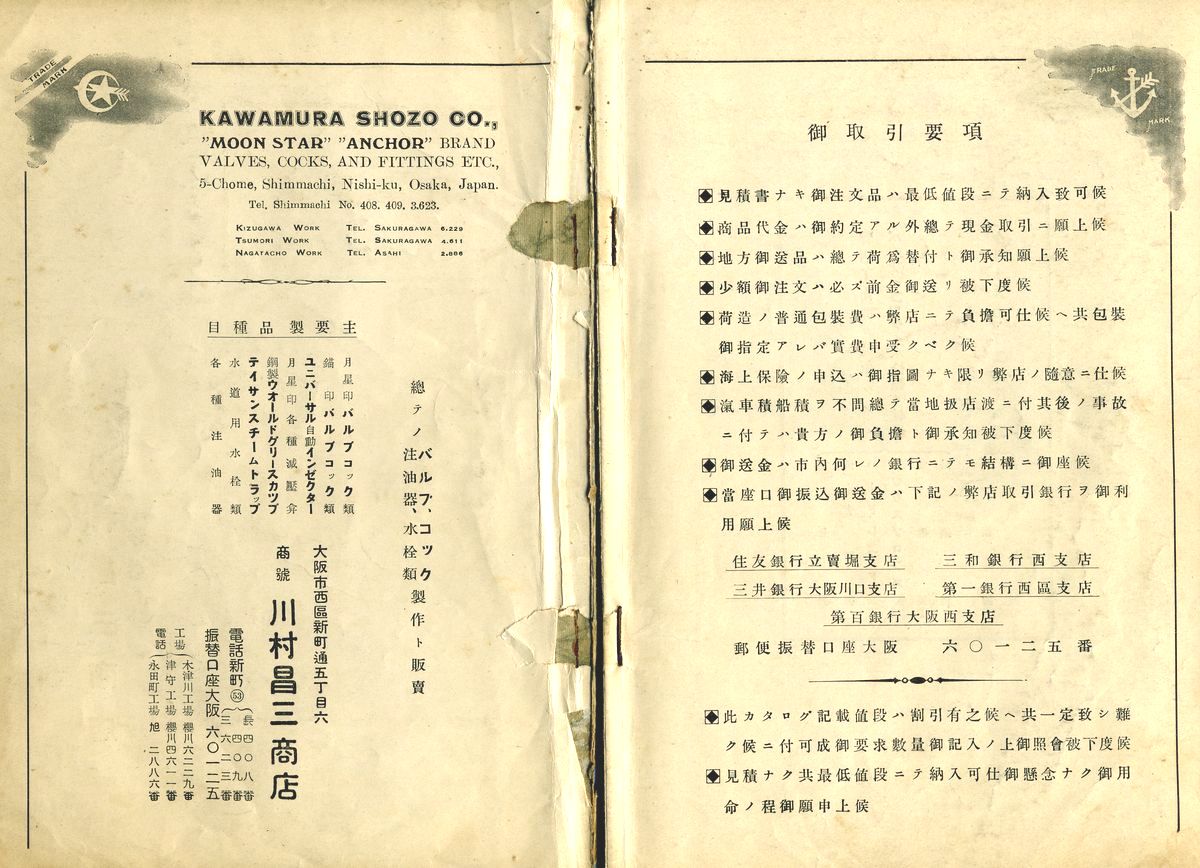 TRADE
MARK
KAWAMURA SHOZO CO.,
"MOON STAR" "ANCHOR" BRAND
VALVES, COCKS, AND FITTINGS ETC.,
5-Chome, Shimmachi, Nishi-ku, Osaka, Japan.
Tel. Shimmachi No. 408. 409. 3.623.
KIZUGAWA WORK TEL. SAKURAGAWA 6.229
TSUMORI WORK TEL. SAKURAGAWA 4.611
NAGATACHO WORK TEL. ASAHI 2.886
總テノバルブ、コック
注油器、水栓類製作ト販賣
目種品製要主
月星印バルブコック類
錨印バルブコック類
ユニバーサル自動インゼクター
月星印各種減壓弁
鋼製ウオールドグリースカツプ
テイサンスチームトラップ
水道用水栓類
各種注油器
大阪市西區新町通五丁目六
商號 川村昌三商店
電話新町(53)
長四〇八番
四〇九番
三六二三番
振替口座大阪六〇一二五
工場電話
木津川工場 櫻川六二二九番
津守工場 櫻川四六一一番
永田町工場 旭 二八八六番
TRADE
MARK
御取引要項
見積書ナキ御注文品ハ最低値段ニテ納入致可候
商品代金ハ御約定アル外總テ現金取引ニ願上候
地方御送品ハ總テ荷爲替付ト御承知願上候
少額御注文ハ必ズ前金御送リ被下度候
荷造ノ普通包裝費ハ弊店ニテ負擔可仕候ヘ共包裝
御指定アレバ實費申受クベク候
海上保險ノ申込ハ御指圖ナキ限リ弊店ノ隨意ニ仕候
滊車積船積ヲ不問總テ當地扱店渡ニ付其後ノ事故
ニ付テハ貴方ノ御負擔ト御承知被下度候
御送金ハ市內何レノ銀行ニテモ結構ニ御座候
當座口御振込御送金ハ下記ノ弊店取引銀行ヲ御利
用願上候
住友銀行立賣堀支店 三和銀行西支店
三井銀行大阪川口支店 第一銀行西區支店
第百銀行大阪西支店
郵便振替口座大阪 六〇一二五番
此カタログ記載値段ハ割引有之候ヘ共一定致シ難
ク候ニ付可成御要求數量御記入ノ上御照會被下度候
見積ナク共最低値段ニテ納入可仕御懸念ナク御用
命ノ程御願申上候